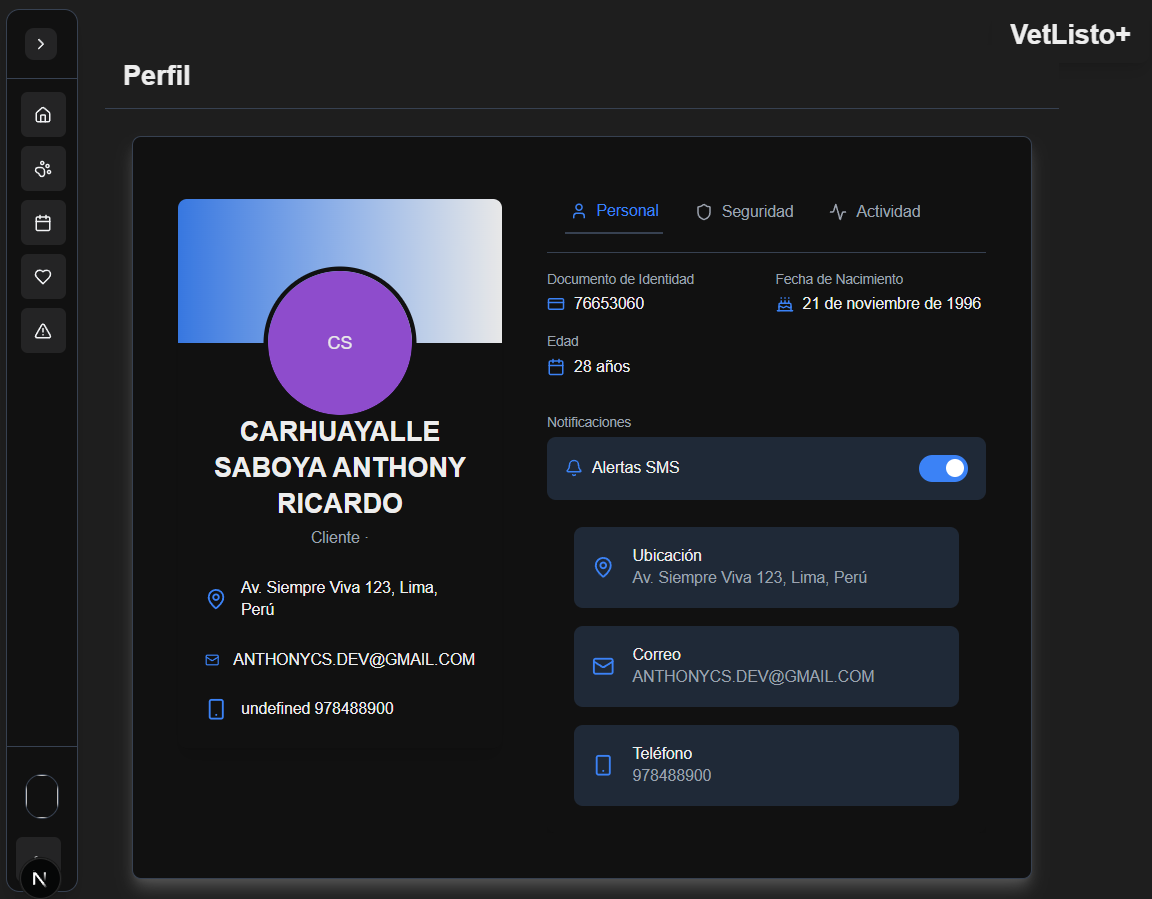 VetListo+
Perfil
Personal
Seguridad
Actividad
CS
CARHUAYALLE
SABOYA ANTHONY
RICARDO
Cliente ·
Av. Siempre Viva 123, Lima,
Perú
ANTHONYCS.DEV@GMAIL.COM
undefined 978488900
Documento de Identidad
76653060
Fecha de Nacimiento
21 de noviembre de 1996
Edad
28 años
Notificaciones
Alertas SMS
Ubicación
Av. Siempre Viva 123, Lima, Perú
Correo
ANTHONYCS.DEV@GMAIL.COM
Teléfono
978488900
N